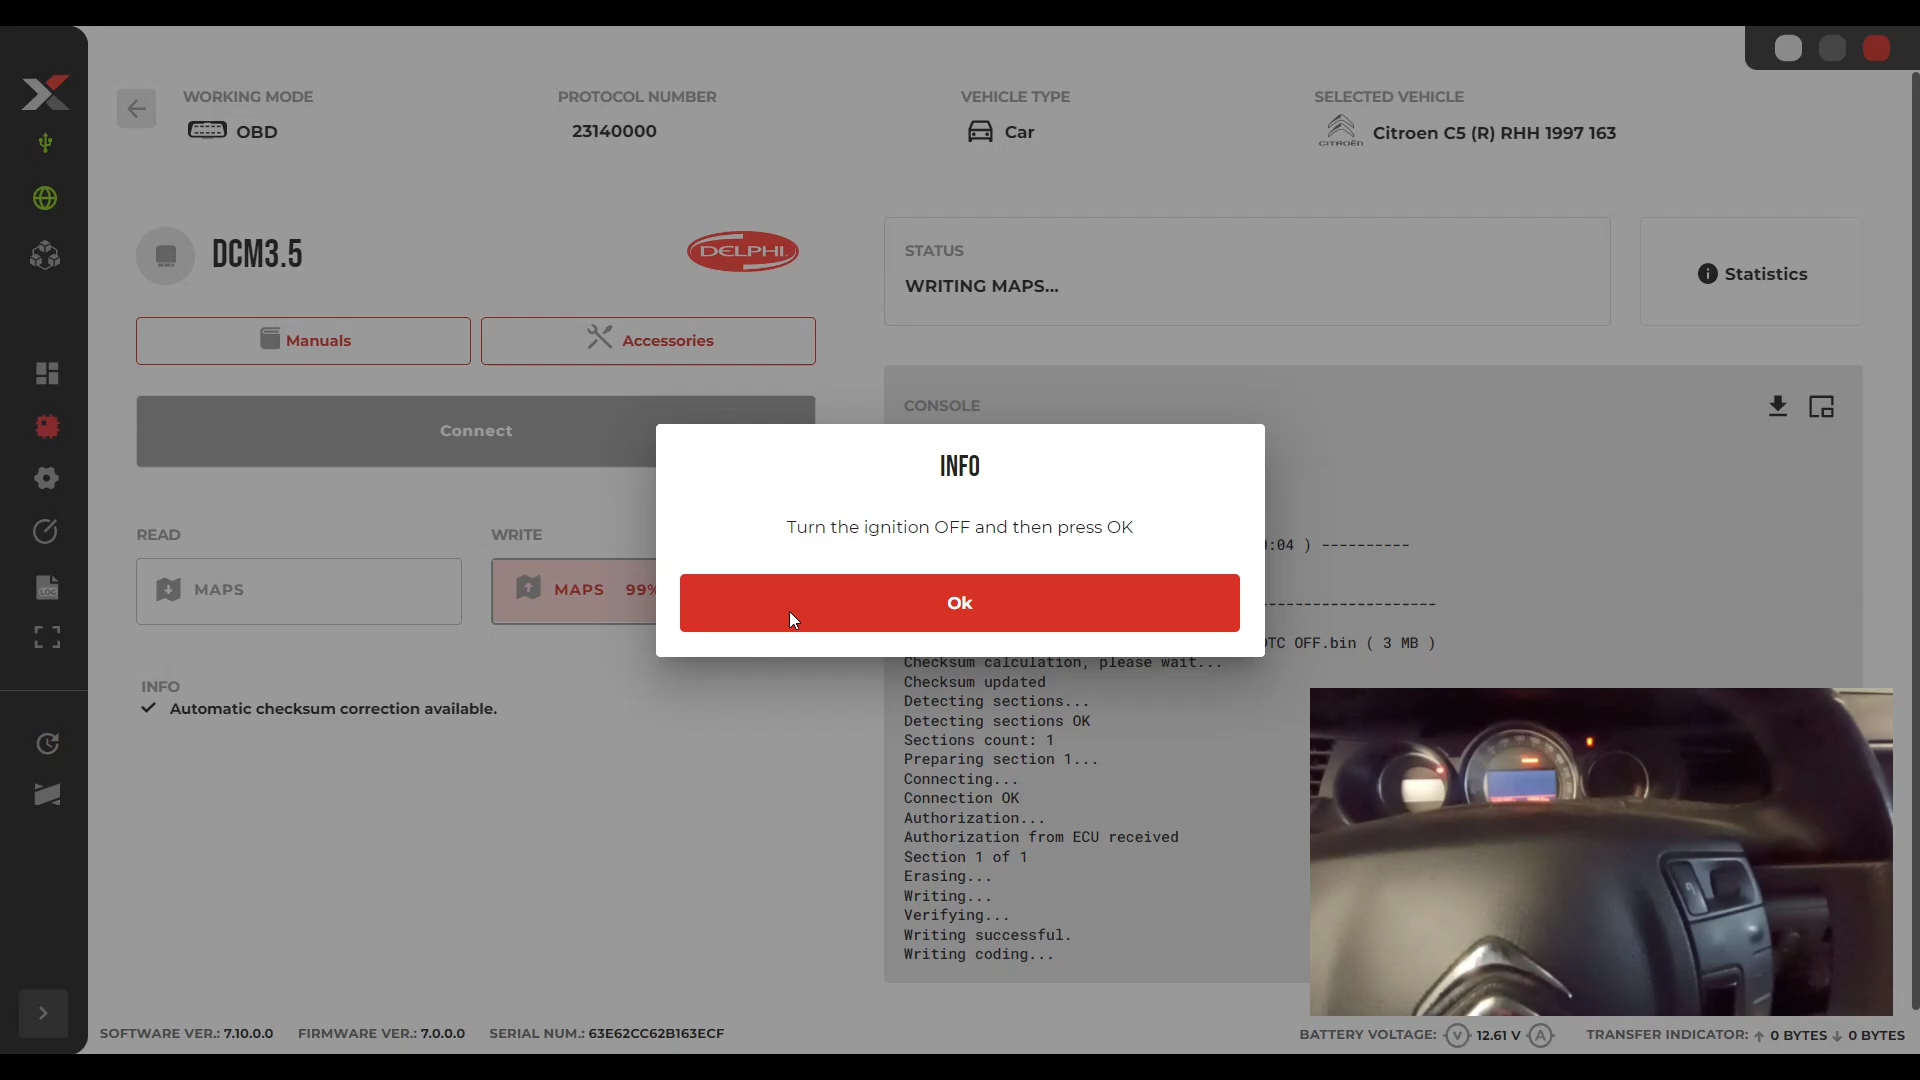 WORKING MODE
OBD
PROTOCOL NUMBER
23140000
VEHICLE TYPE
Car
SELECTED VEHICLE
CITROËN
Citroen C5 (R) RHH 1997 163
DCM3.5
DELPHI
Manuals
Accessories
Connect
READ
MAPS
WRITE
MAPS 99%
INFO
Automatic checksum correction available.
STATUS
WRITING MAPS...
Statistics
CONSOLE
:04 ) ----------
--------------------
TC OFF.bin ( 3 MB )
Checksum calculation, please wait...
Checksum updated
Detecting sections...
Detecting sections OK
Sections count: 1
Preparing section 1...
Connecting...
Connection OK
Authorization...
Authorization from ECU received
Section 1 of 1
Erasing...
Writing...
Verifying...
Writing successful.
Writing coding...
INFO
Turn the ignition OFF and then press OK
Ok
LOG
SOFTWARE VER.: 7.10.0.0
FIRMWARE VER.: 7.0.0.0
SERIAL NUM.: 63E62CC62B163ECF
BATTERY VOLTAGE: V 12.61 V A
TRANSFER INDICATOR: 0 BYTES 0 BYTES